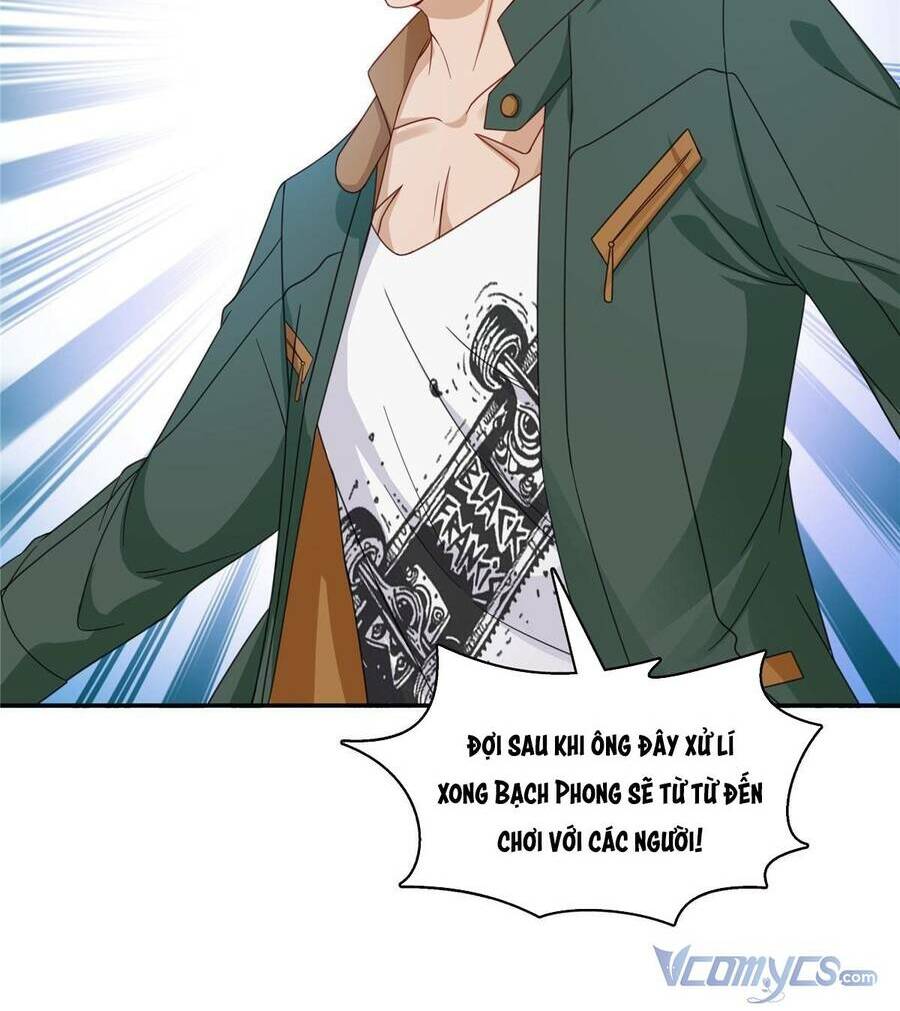 ĐỢI SAU KHI ÔNG ĐÂY XỬ LÍ
XONG BẠCH PHONG SẼ TỪ TỪ ĐẾN
CHƠI VỚI CÁC NGƯỜI!
VCOMYCS.com